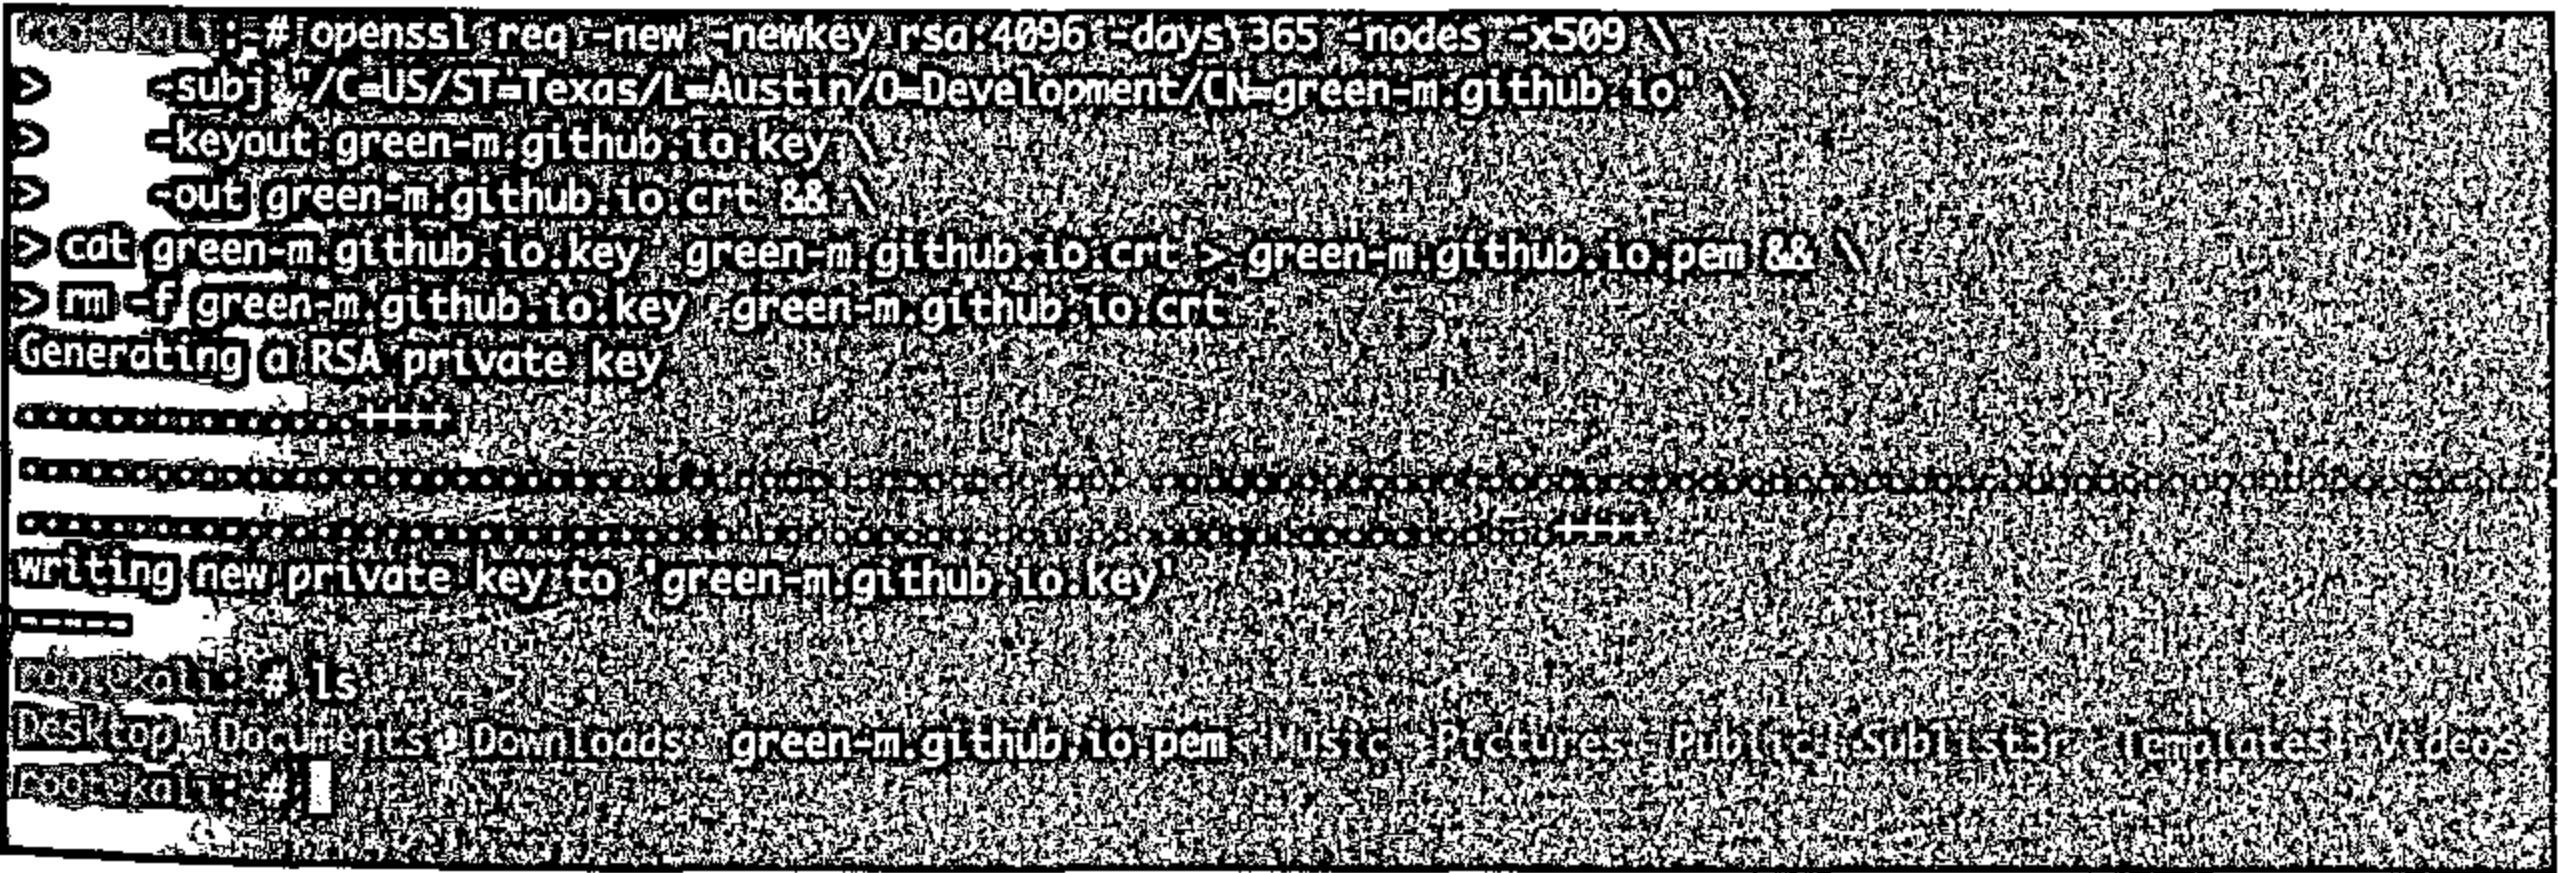 root@kali:~# openssl req -new -newkey rsa:4096 -days 365 -nodes -x509 \
>      -subj "/C=US/ST=Texas/L=Austin/O=Development/CN=green-m.github.io" \
>      -keyout green-m.github.io.key \
>      -out green-m.github.io.crt && \
> cat green-m.github.io.key  green-m.github.io.crt > green-m.github.io.pem && \
> rm -f green-m.github.io.key  green-m.github.io.crt
Generating a RSA private key
...............++++
..............................................................................................................
...................................................................++++
writing new private key to 'green-m.github.io.key'
-----
root@kali:~# ls
Desktop  Documents  Downloads  green-m.github.io.pem  Music  Pictures  Public  Sublist3r  Templates  Videos
root@kali:~#